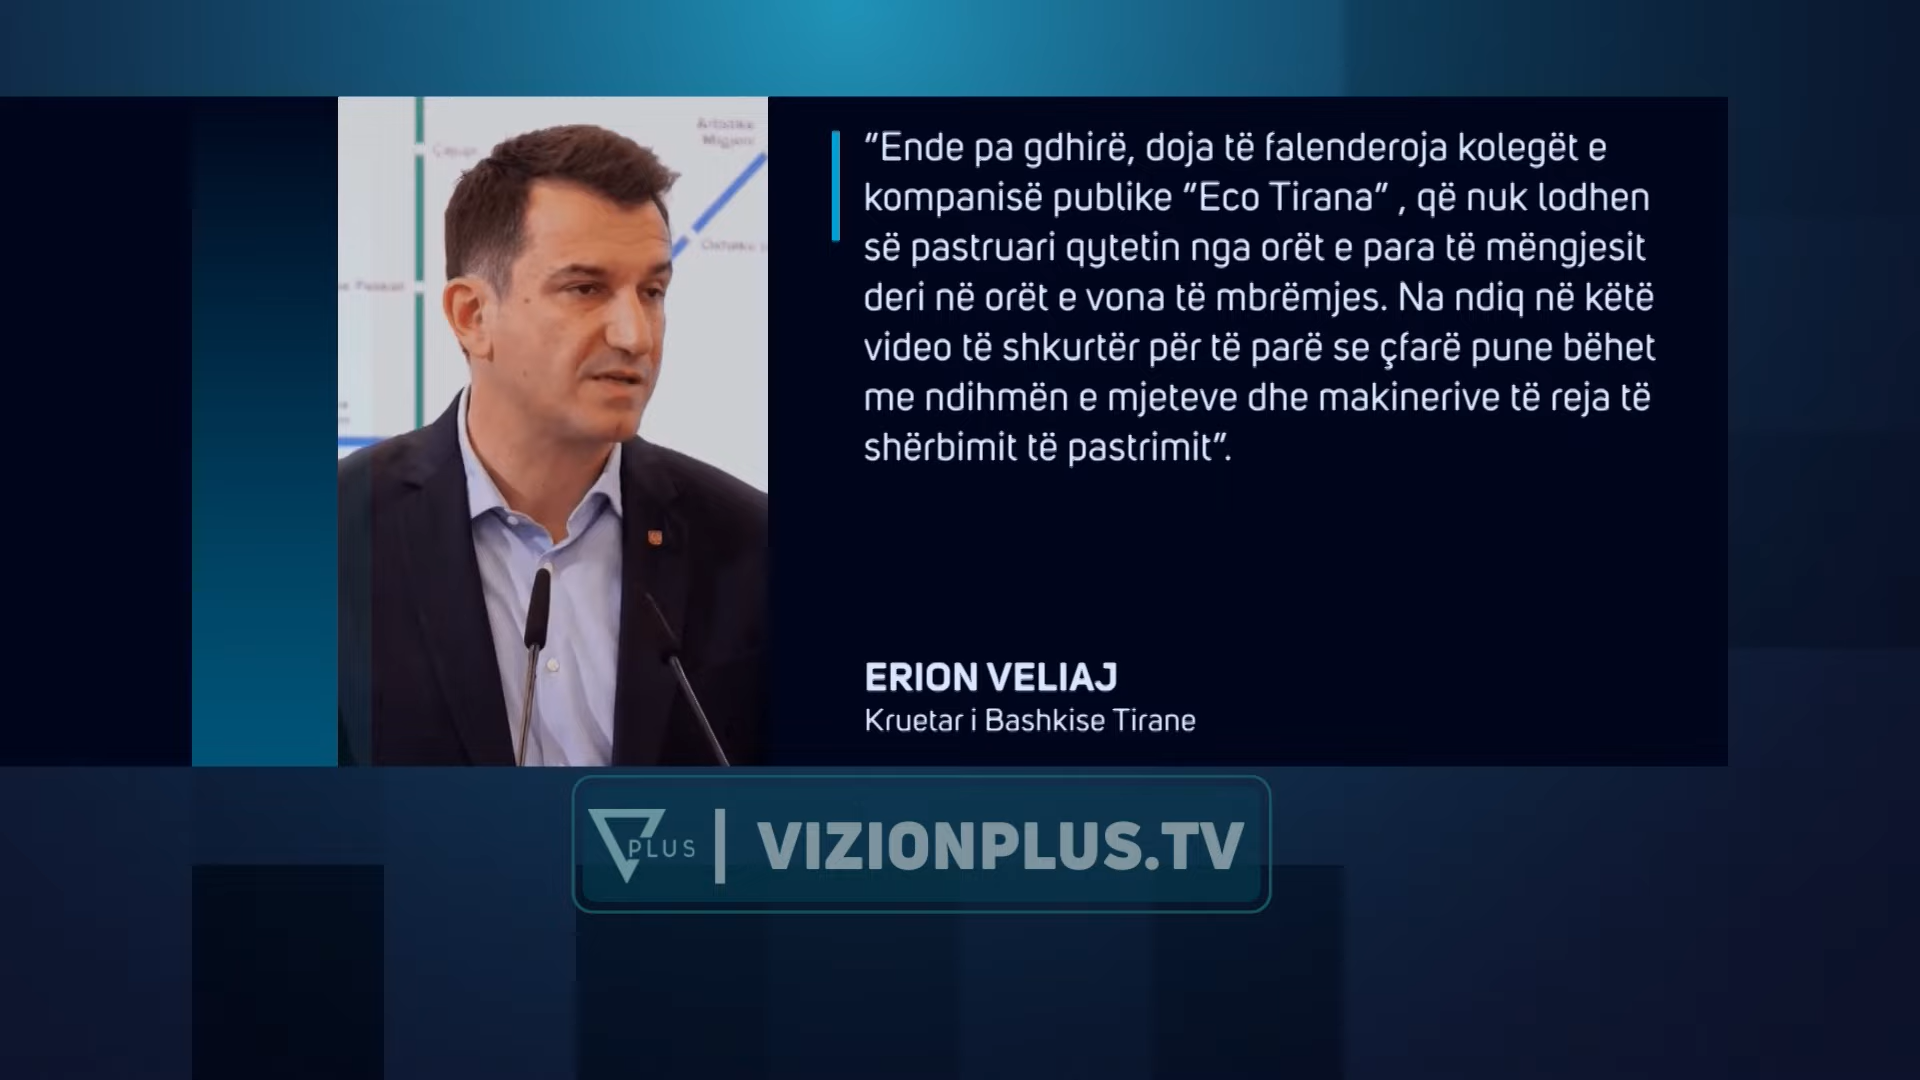 “Ende pa gdhirë, doja të falenderoja kolegët e
kompanisë publike “Eco Tirana” , që nuk lodhen
së pastruari qytetin nga orët e para të mëngjesit
deri në orët e vona të mbrëmjes. Na ndiq në këtë
video të shkurtër për të parë se çfarë pune bëhet
me ndihmën e mjeteve dhe makinerive të reja të
shërbimit të pastrimit”.
ERION VELIAJ
Kruetar i Bashkise Tirane
PLUS | VIZIONPLUS.TV